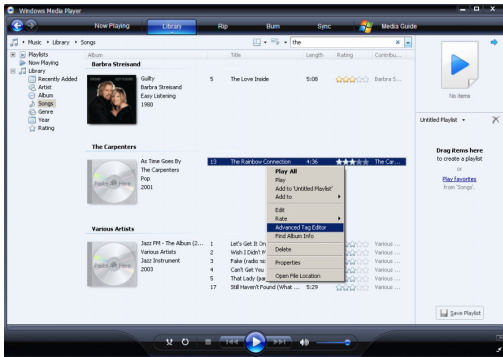 Windows Media Player
Now Playing Library Rip Burn Sync Media Guide
Music Library Songs the
Playlists
Now Playing
Library
Recently Added
Artist
Album
Songs
Genre
Year
Rating
Album Title Length Rating Contribu...
Barbra Streisand
Guilty 5 The Love Inside 5:08 Barbra S...
Barbra Streisand
Easy Listening
1980
The Carpenters
As Time Goes By 13 The Rainbow Connection 4:36 The Car...
The Carpenters
Pop
2001
Paste Art Here
Play All
Play
Add to 'Untitled Playlist'
Add to
Edit
Rate
Advanced Tag Editor
Find Album Info
Delete
Properties
Open File Location
Various Artists
Jazz FM - The Album (2... 1 Let's Get It On Various ...
Various Artists 2 Wish I Didn't M Various ...
Jazz Instrument 3 Fake (radio Various ...
2003 4 Can't Get You Various ...
5 That Lady Various ...
17 Still Haven't Found (What ... 5:29 Various ...
Paste Art Here
No items
Untitled Playlist
Drag items here
to create a playlist
or
Play favorites
from 'Songs'.
Save Playlist